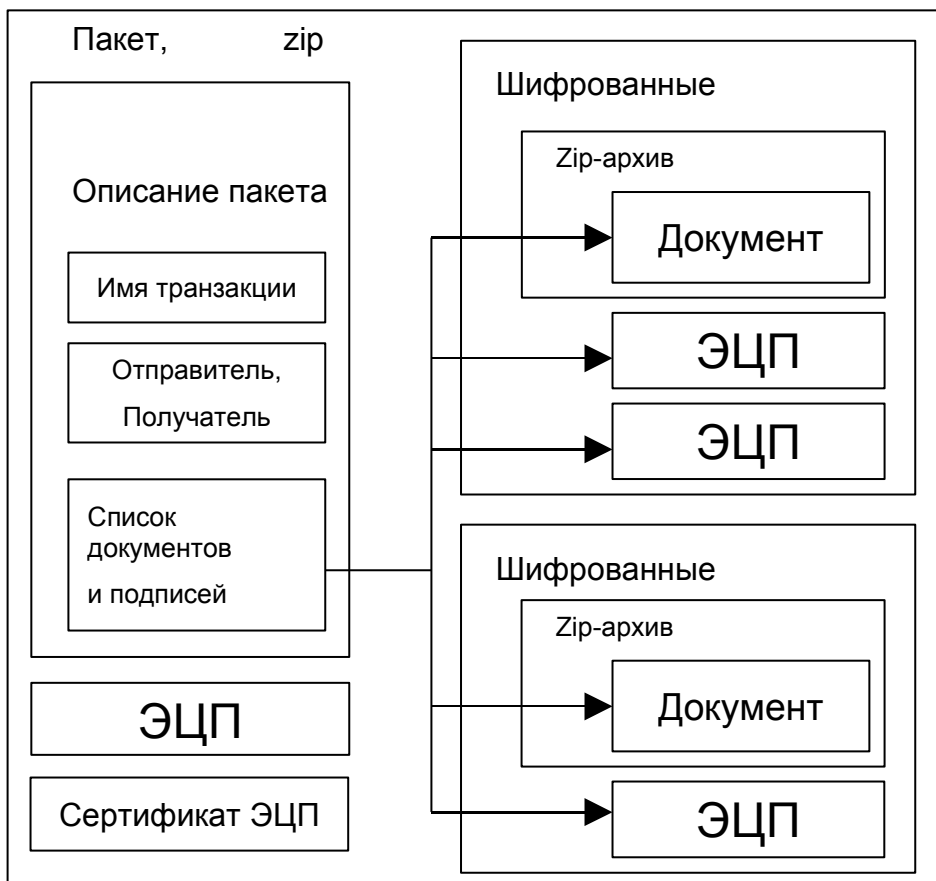 Пакет, zip
Описание пакета
Имя транзакции
Отправитель,
Получатель
Список
документов
и подписей
ЭЦП
Сертификат ЭЦП
Шифрованные
Zip-архив
Документ
ЭЦП
ЭЦП
Шифрованные
Zip-архив
Документ
ЭЦП